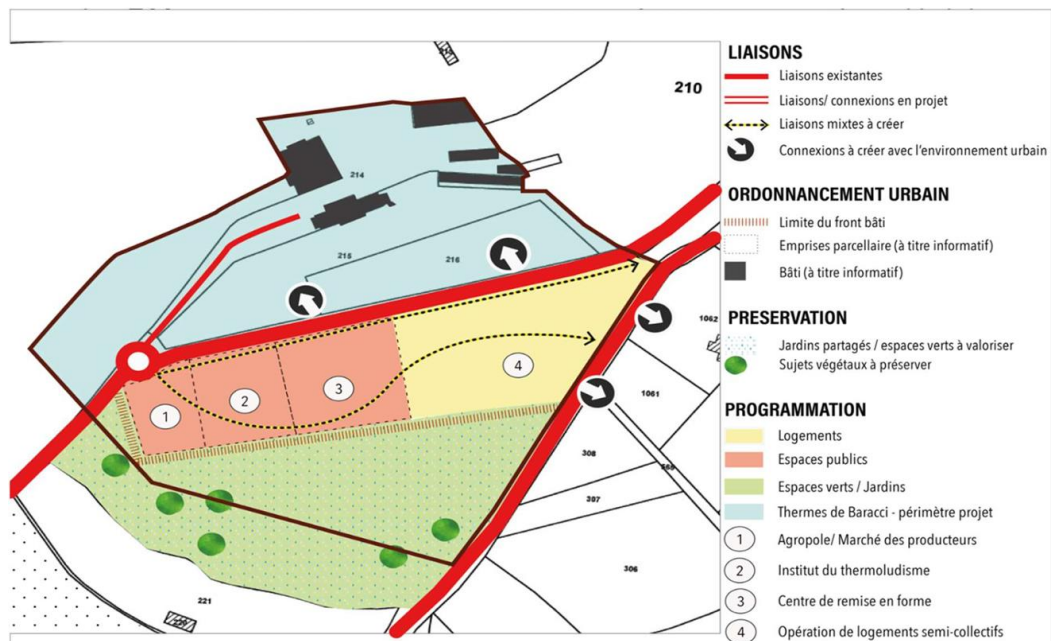 LIAISONS
Liaisons existantes
Liaisons/ connexions en projet
Liaisons mixtes à créer
Connexions à créer avec l'environnement urbain
ORDONNANCEMENT URBAIN
Limite du front bâti
Emprises parcellaire (à titre informatif)
Bâti (à titre informatif)
PRESERVATION
Jardins partagés / espaces verts à valoriser
Sujets végétaux à préserver
PROGRAMMATION
Logements
Espaces publics
Espaces verts / Jardins
Thermes de Baracci - périmètre projet
1 Agropole/ Marché des producteurs
2 Institut du thermoludisme
3 Centre de remise en forme
4 Opération de logements semi-collectifs
210
214
215
216
1062
1061
1
2
3
4
308
307
306
221